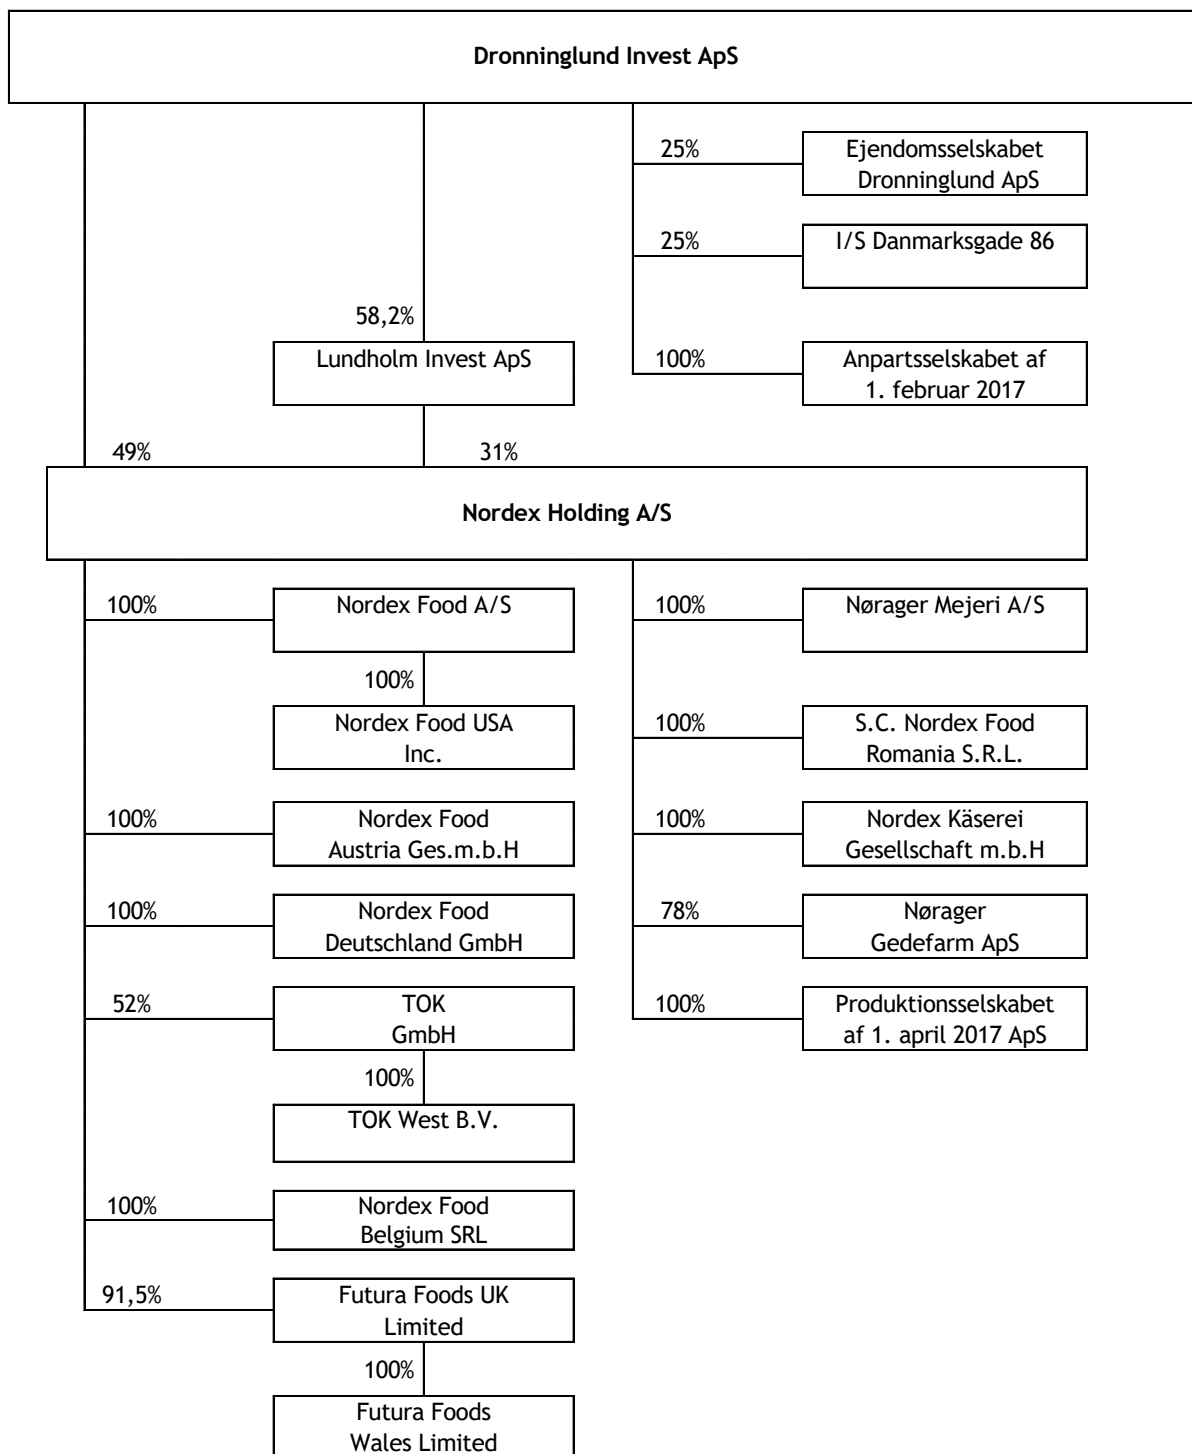 Dronninglund Invest ApS
25%
Ejendomsselskabet
Dronninglund ApS
25%
I/S Danmarksgade 86
58,2%
Lundholm Invest ApS
100%
Anpartsselskabet af
1. februar 2017
49%
31%
Nordex Holding A/S
100%
Nordex Food A/S
100%
Nørager Mejeri A/S
100%
Nordex Food USA
Inc.
100%
S.C. Nordex Food
Romania S.R.L.
100%
Nordex Food
Austria Ges.m.b.H
100%
Nordex Käserei
Gesellschaft m.b.H
100%
Nordex Food
Deutschland GmbH
78%
Nørager
Gedefarm ApS
52%
TOK
GmbH
100%
Produktionsselskabet
af 1. april 2017 ApS
100%
TOK West B.V.
100%
Nordex Food
Belgium SRL
91,5%
Futura Foods UK
Limited
100%
Futura Foods
Wales Limited